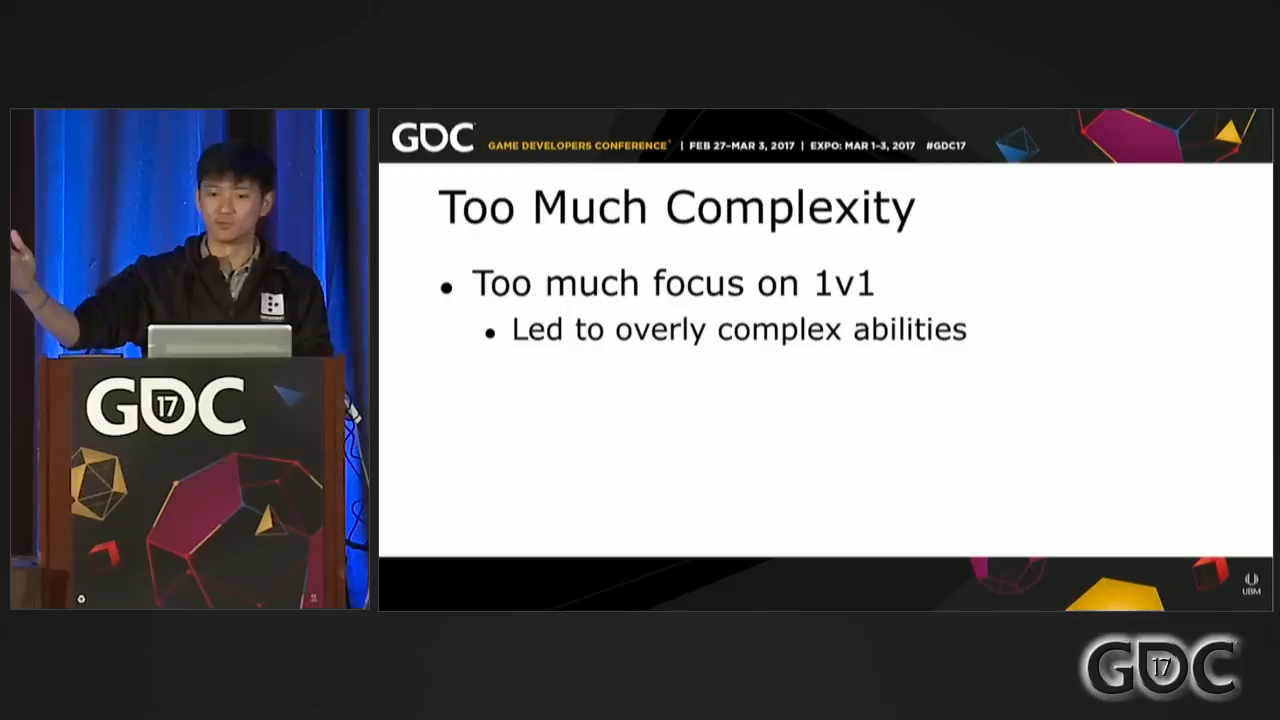 GDC
GAME DEVELOPERS CONFERENCE® | FEB 27–MAR 3, 2017 | EXPO: MAR 1–3, 2017 #GDC17
Too Much Complexity
• Too much focus on 1v1
• Led to overly complex abilities
GDC
17
UBM
GDC
17